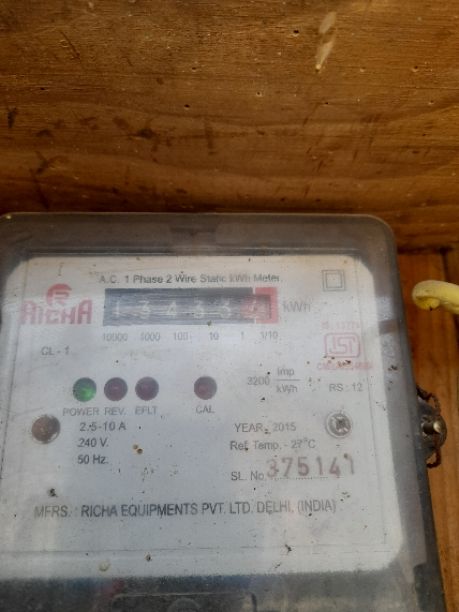 A.C. 1 Phase 2 Wire Static kWh Meter
RICHA
kWh
10000 1000 100 10 1 1/10
CL - 1
3200 imp/kWh
RS : 12
POWER REV. EFLT CAL
2.5-10 A
240 V.
50 Hz.
YEAR : 2015
Ref. Temp. - 27°C
SL. No. 375141
MFRS. : RICHA EQUIPMENTS PVT. LTD. DELHI, (INDIA)